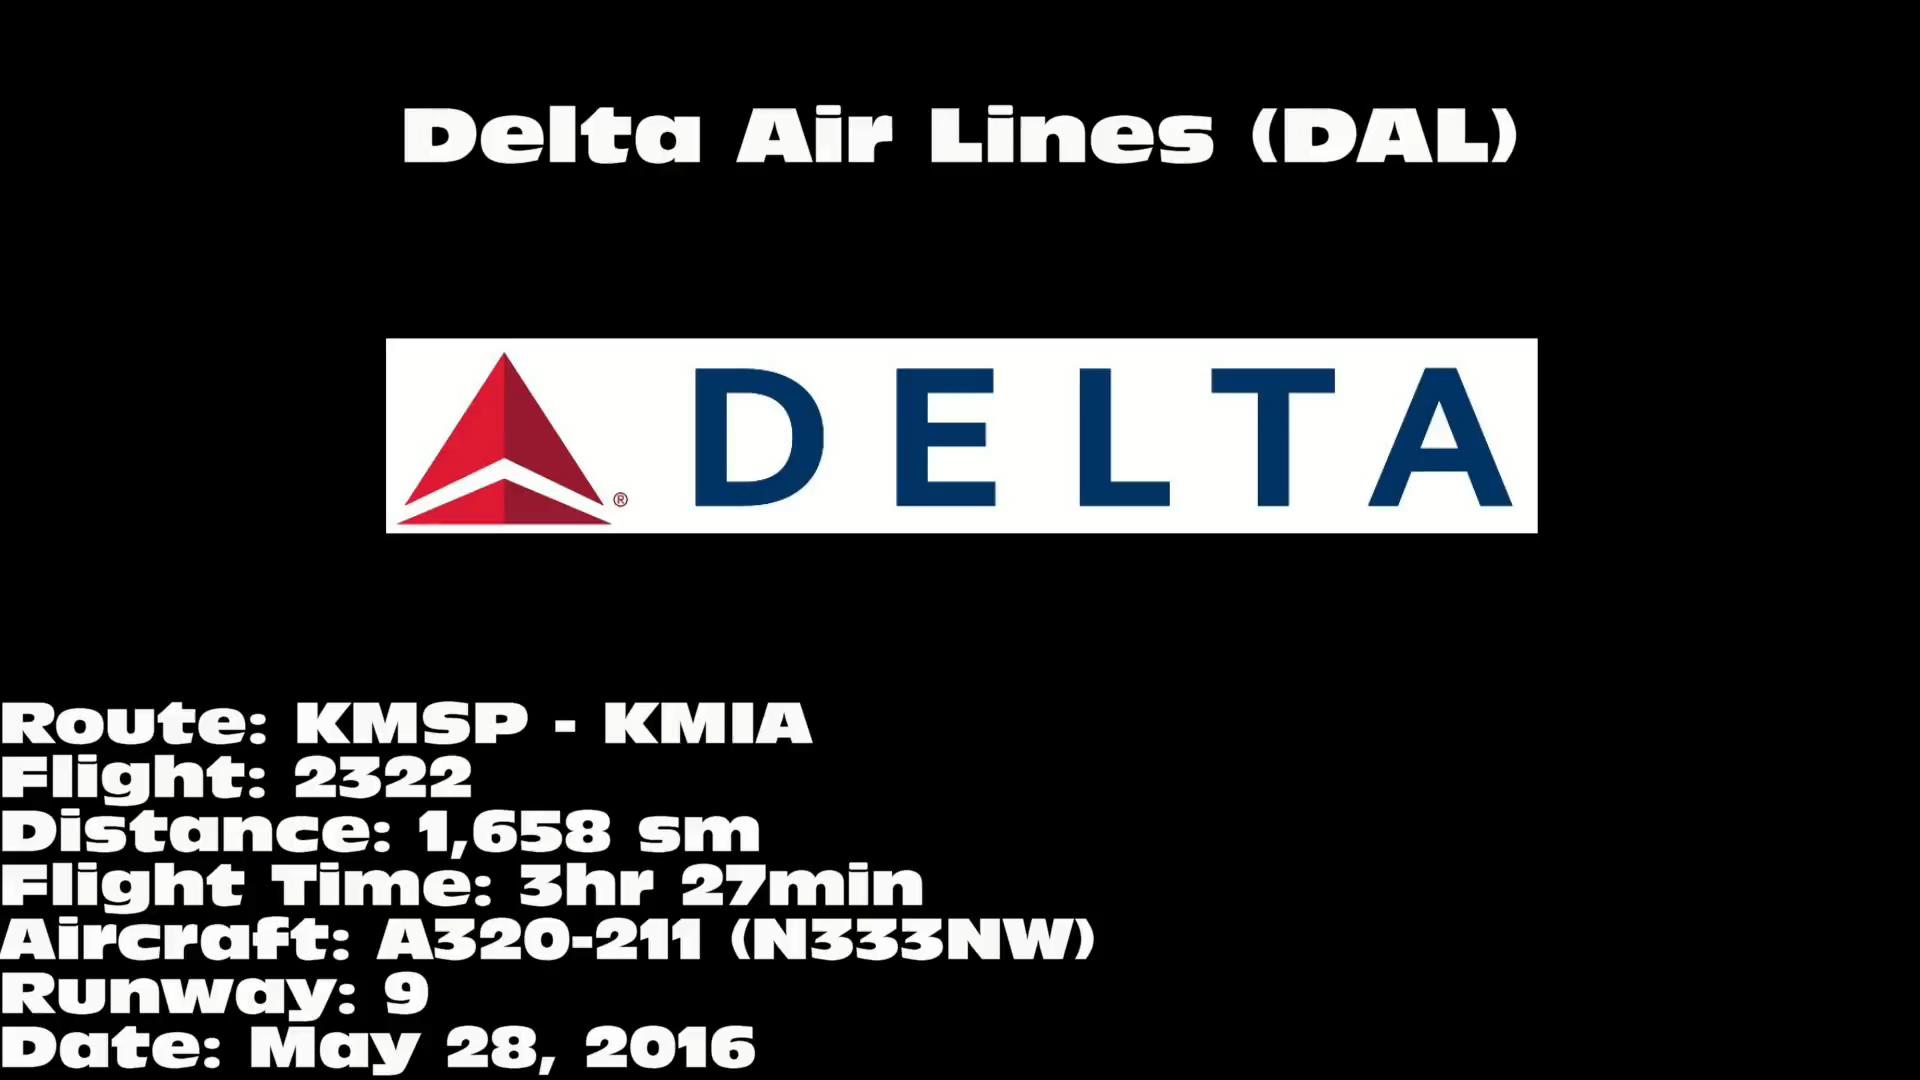 Delta Air Lines (DAL)
® DELTA
Route: KMSP - KMIA
Flight: 2322
Distance: 1,658 sm
Flight Time: 3hr 27min
Aircraft: A320-211 (N333NW)
Runway: 9
Date: May 28, 2016